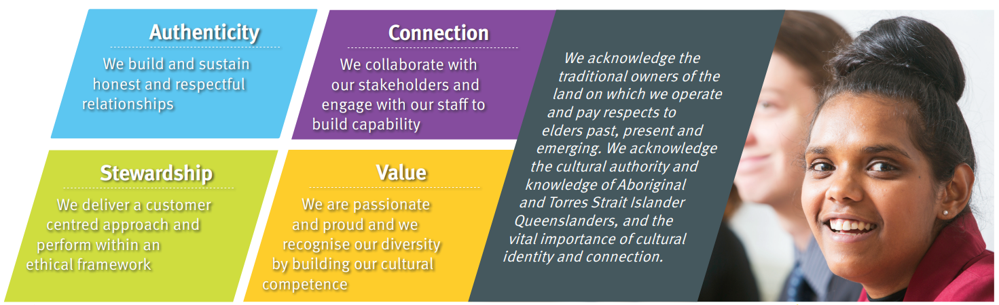 Authenticity
We build and sustain
honest and respectful
relationships
Connection
We collaborate with
our stakeholders and
engage with our staff to
build capability
Stewardship
We deliver a customer
centred approach and
perform within an
ethical framework
Value
We are passionate
and proud and we
recognise our diversity
by building our cultural
competence
We acknowledge the
traditional owners of the
land on which we operate
and pay respects to
elders past, present and
emerging. We acknowledge
the cultural authority and
knowledge of Aboriginal
and Torres Strait Islander
Queenslanders, and the
vital importance of cultural
identity and connection.